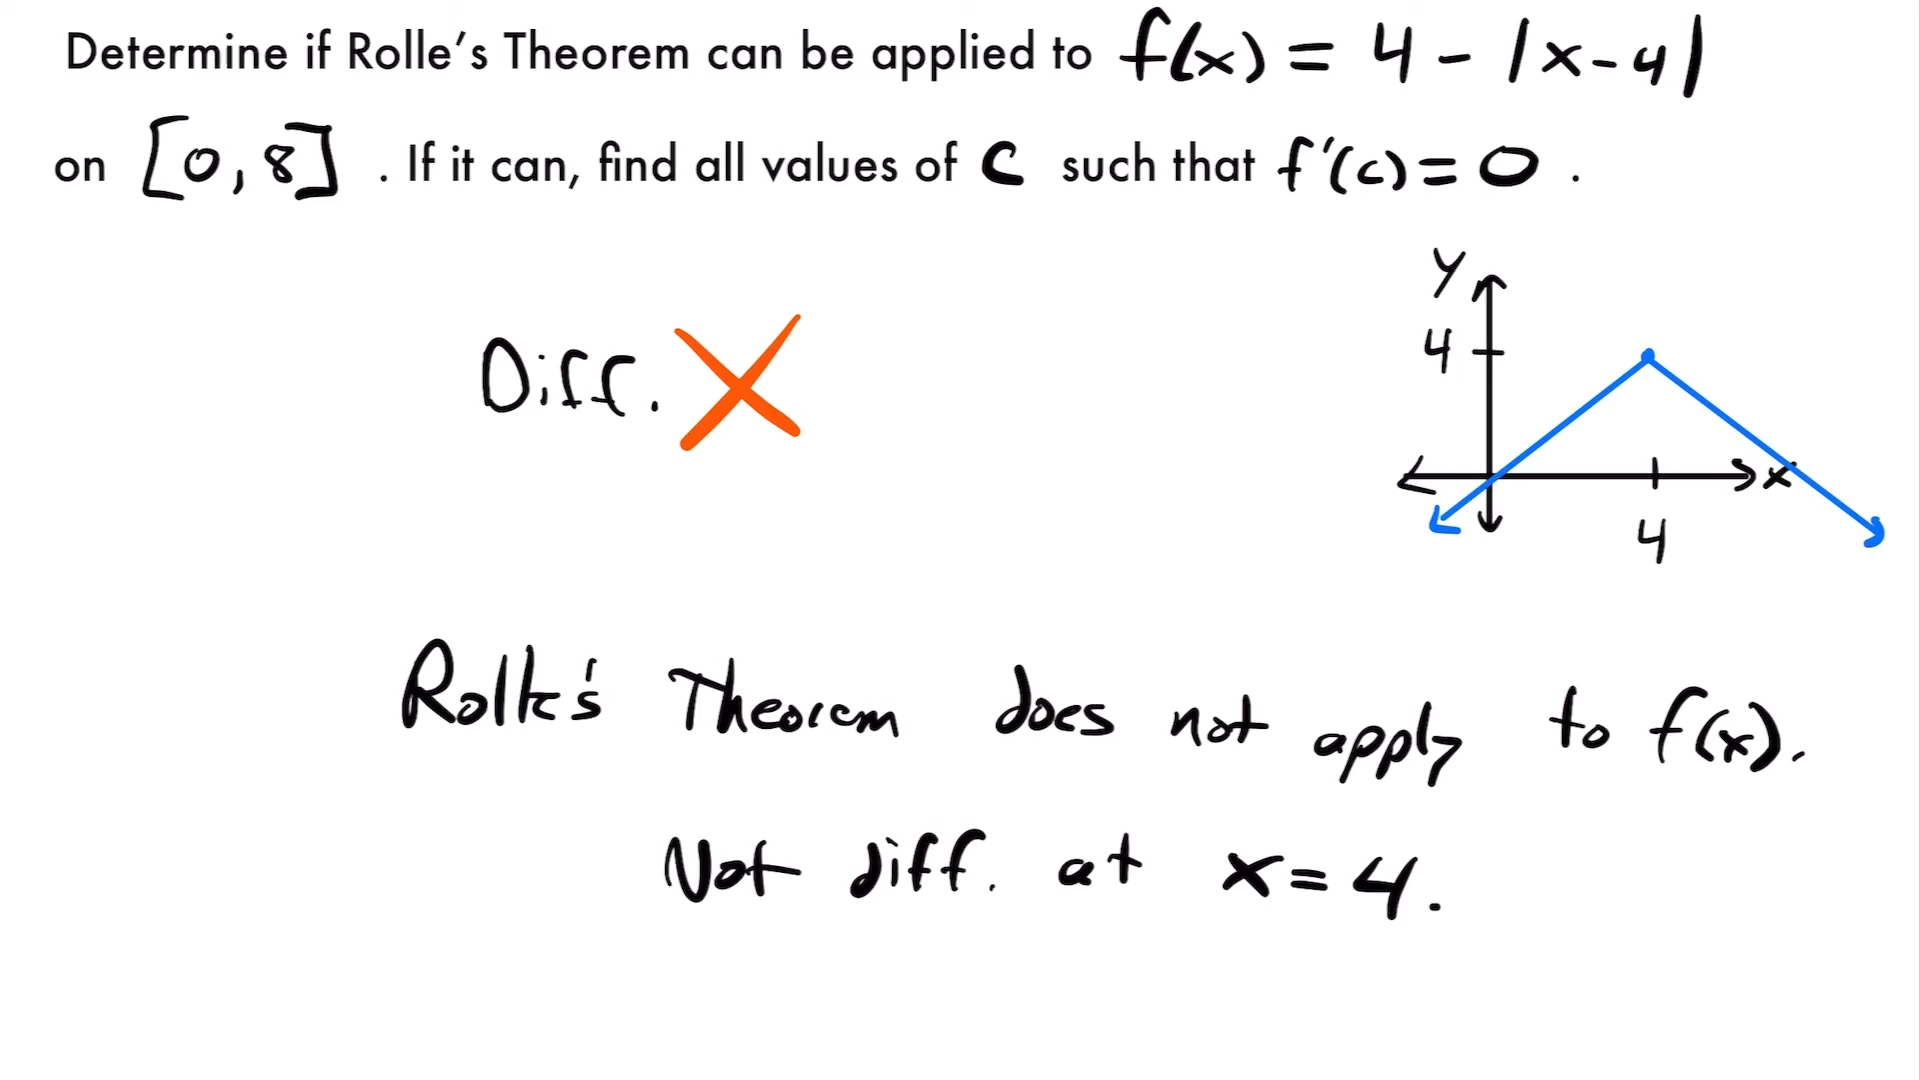 Determine if Rolle's Theorem can be applied to f(x) = 4 - |x-4|
on [0,8] . If it can, find all values of C such that f'(c) = 0 .
Y
4
Diff.
x
4
Rolle's Theorem does not apply to f(x).
Not diff. at x = 4.